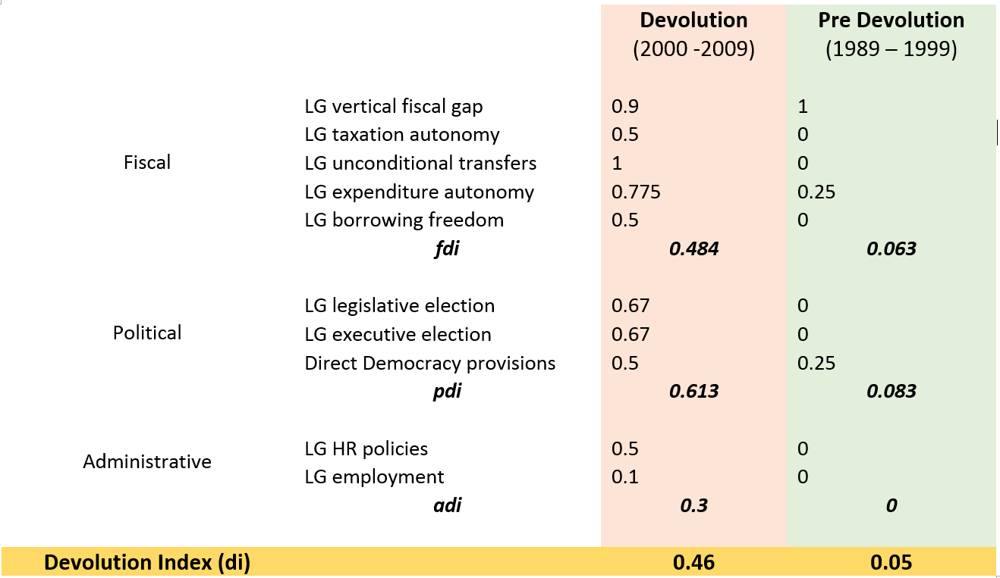 Devolution Pre Devolution
(2000 -2009) (1989 – 1999)
LG vertical fiscal gap 0.9 1
LG taxation autonomy 0.5 0
Fiscal LG unconditional transfers 1 0
LG expenditure autonomy 0.775 0.25
LG borrowing freedom 0.5 0
fdi 0.484 0.063
LG legislative election 0.67 0
Political LG executive election 0.67 0
Direct Democracy provisions 0.5 0.25
pdi 0.613 0.083
LG HR policies 0.5 0
Administrative
LG employment 0.1 0
adi 0.3 0
Devolution Index (di) 0.46 0.05